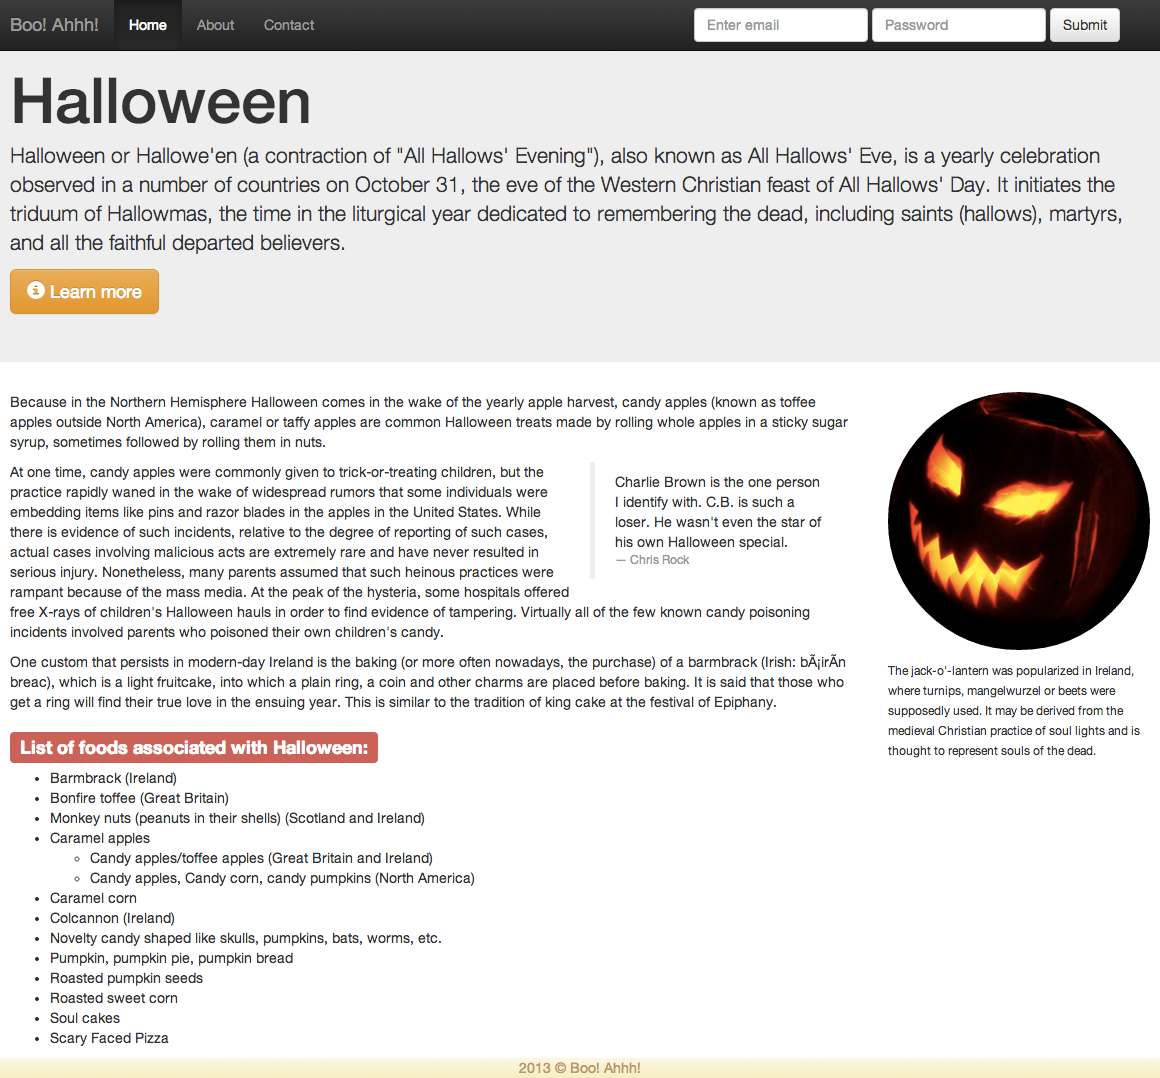 Boo! Ahhh! Home About Contact Enter email Password Submit
Halloween
Halloween or Hallowe'en (a contraction of "All Hallows' Evening"), also known as All Hallows' Eve, is a yearly celebration
observed in a number of countries on October 31, the eve of the Western Christian feast of All Hallows' Day. It initiates the
triduum of Hallowmas, the time in the liturgical year dedicated to remembering the dead, including saints (hallows), martyrs,
and all the faithful departed believers.
Learn more
Because in the Northern Hemisphere Halloween comes in the wake of the yearly apple harvest, candy apples (known as toffee
apples outside North America), caramel or taffy apples are common Halloween treats made by rolling whole apples in a sticky sugar
syrup, sometimes followed by rolling them in nuts.
At one time, candy apples were commonly given to trick-or-treating children, but the
practice rapidly waned in the wake of widespread rumors that some individuals were
embedding items like pins and razor blades in the apples in the United States. While
there is evidence of such incidents, relative to the degree of reporting of such cases,
actual cases involving malicious acts are extremely rare and have never resulted in
serious injury. Nonetheless, many parents assumed that such heinous practices were
rampant because of the mass media. At the peak of the hysteria, some hospitals offered
free X-rays of children's Halloween hauls in order to find evidence of tampering. Virtually all of the few known candy poisoning
incidents involved parents who poisoned their own children's candy.
Charlie Brown is the one person
I identify with. C.B. is such a
loser. He wasn't even the star of
his own Halloween special.
— Chris Rock
One custom that persists in modern-day Ireland is the baking (or more often nowadays, the purchase) of a barmbrack (Irish: bÃ¡irÃn
breac), which is a light fruitcake, into which a plain ring, a coin and other charms are placed before baking. It is said that those who
get a ring will find their true love in the ensuing year. This is similar to the tradition of king cake at the festival of Epiphany.
List of foods associated with Halloween:
• Barmbrack (Ireland)
• Bonfire toffee (Great Britain)
• Monkey nuts (peanuts in their shells) (Scotland and Ireland)
• Caramel apples
◦ Candy apples/toffee apples (Great Britain and Ireland)
◦ Candy apples, Candy corn, candy pumpkins (North America)
• Caramel corn
• Colcannon (Ireland)
• Novelty candy shaped like skulls, pumpkins, bats, worms, etc.
• Pumpkin, pumpkin pie, pumpkin bread
• Roasted pumpkin seeds
• Roasted sweet corn
• Soul cakes
• Scary Faced Pizza
The jack-o'-lantern was popularized in Ireland,
where turnips, mangelwurzel or beets were
supposedly used. It may be derived from the
medieval Christian practice of soul lights and is
thought to represent souls of the dead.
2013 © Boo! Ahhh!